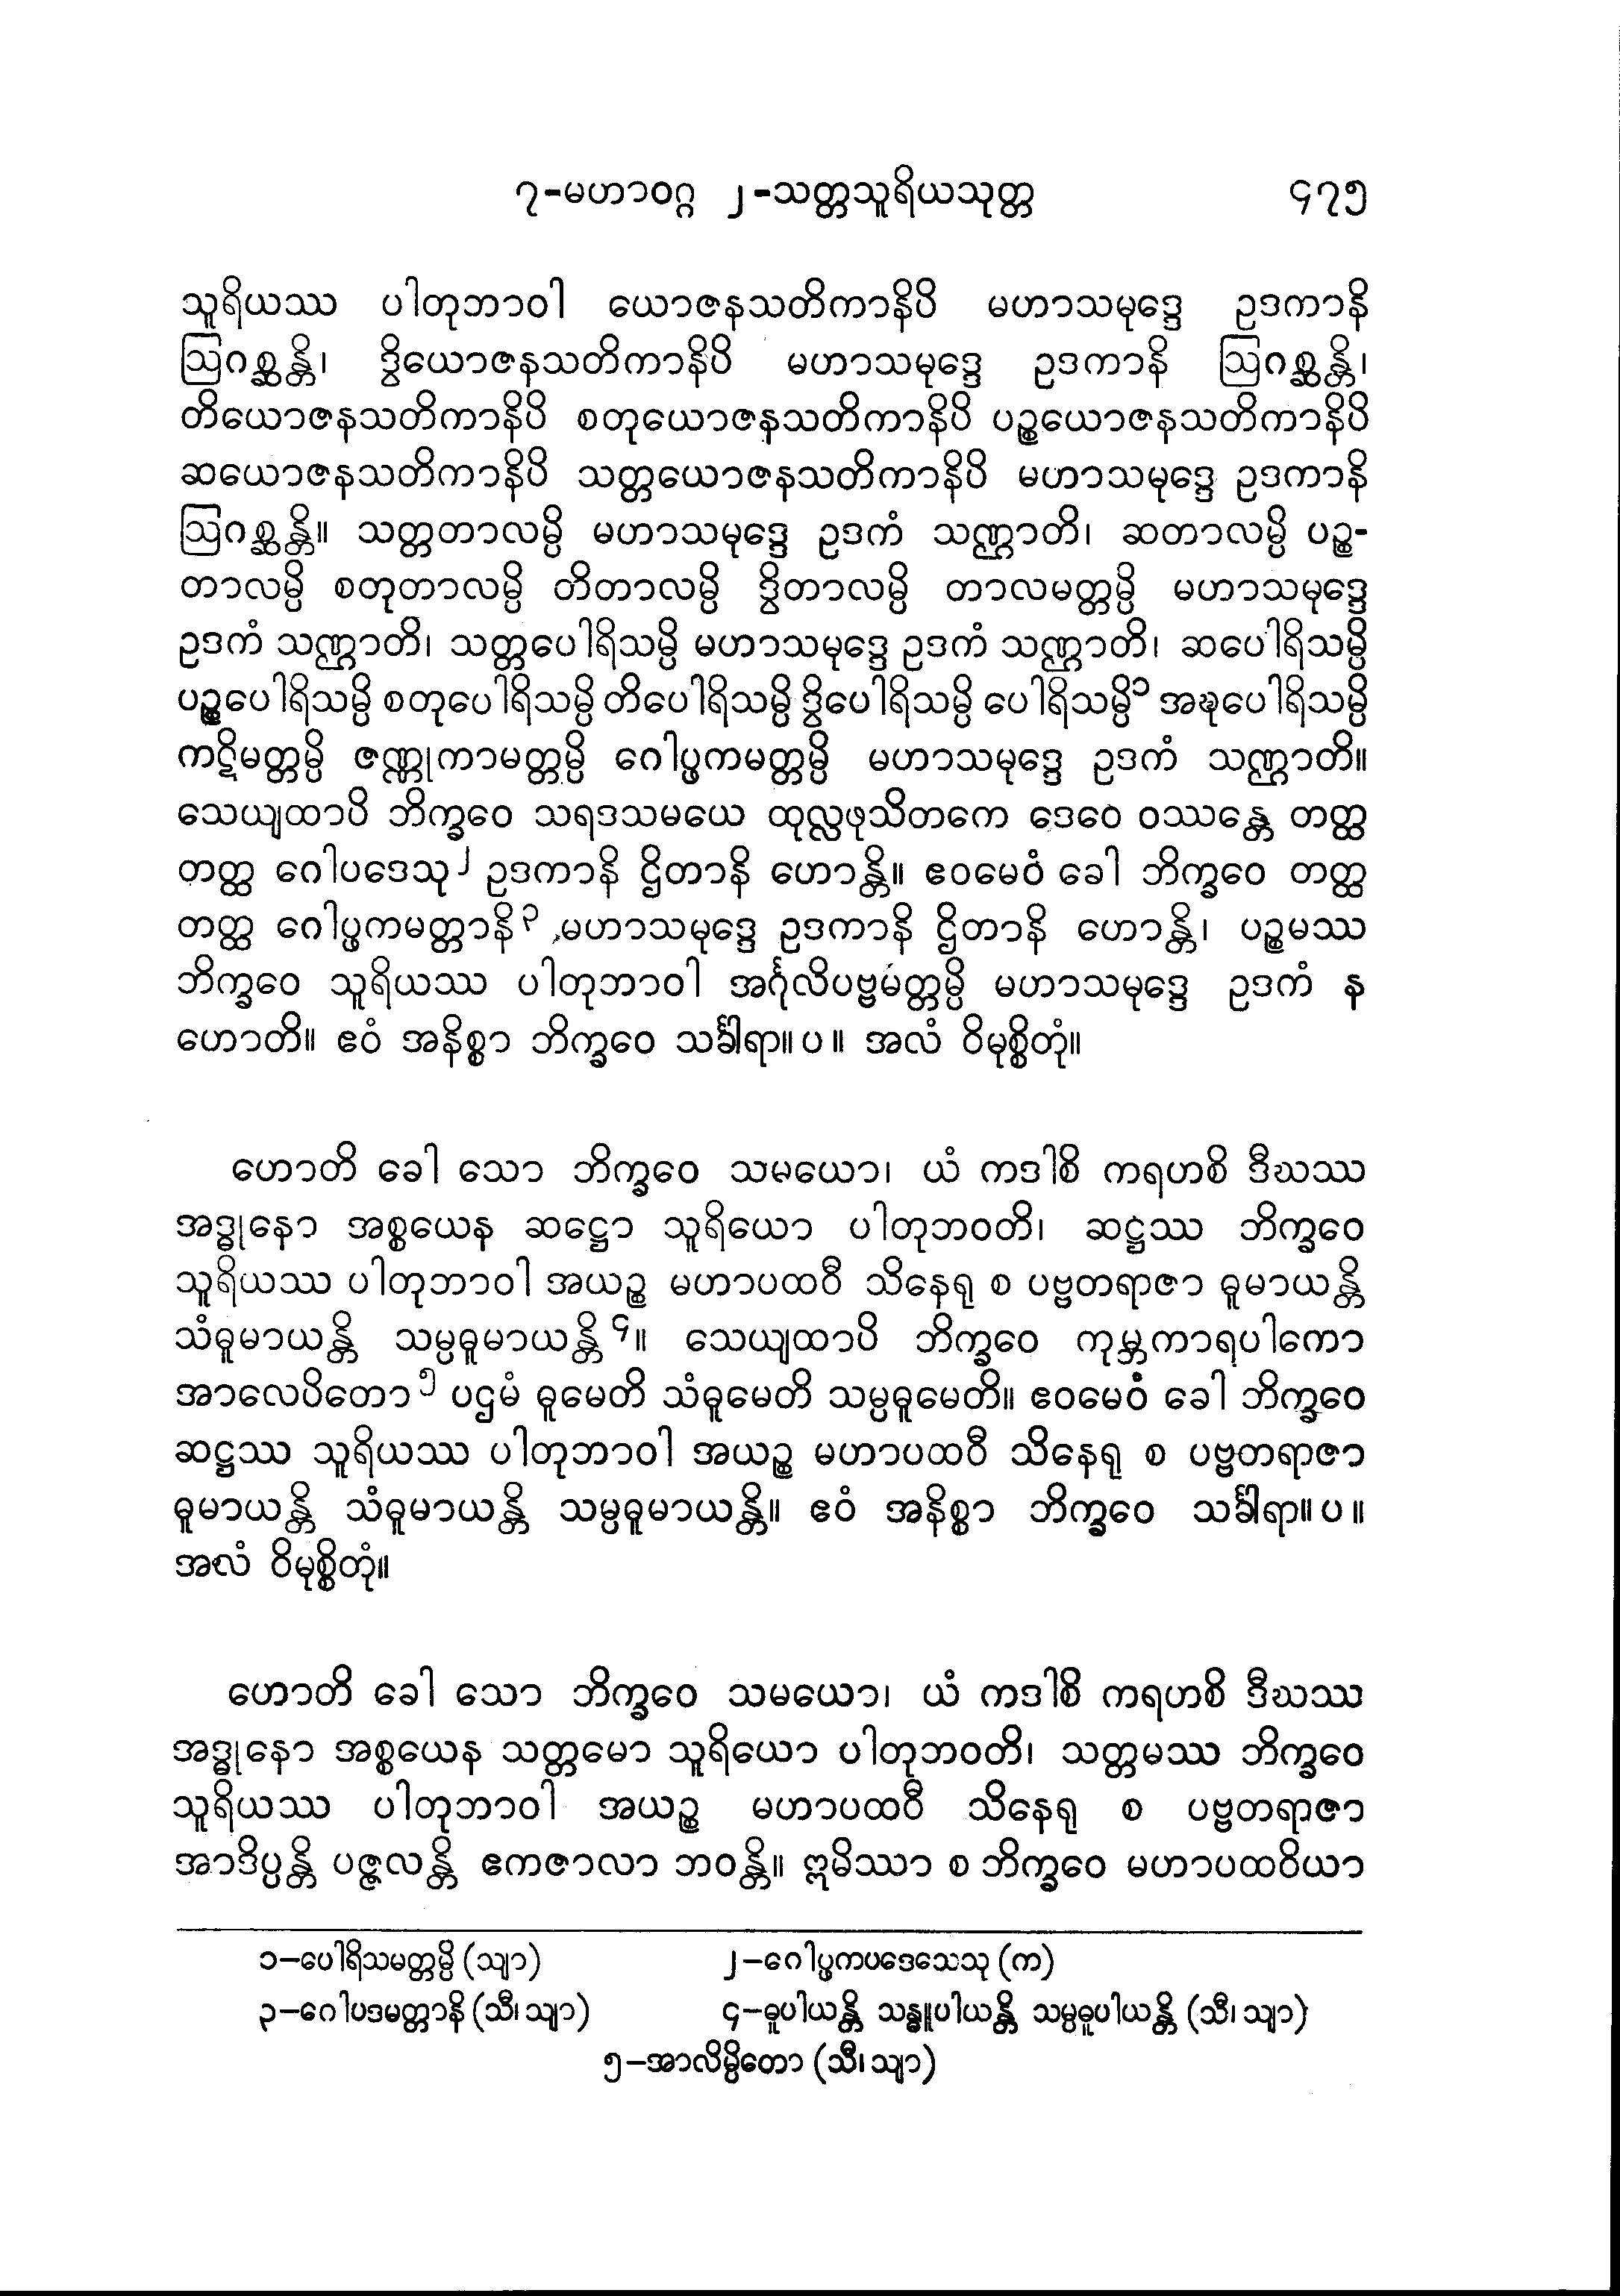 ၇-မဟာဝဂ္ဂ ၂-သတ္တသူရိယသုတ္တ ၄၇၅
သူရိယဿ ပါတုဘာဝါ ယောဇနသတိကာနိပိ မဟာသမုဒ္ဒေ ဥဒကာနိ
ဩဂစ္ဆန္တိ၊ ဒွိယောဇနသတိကာနိပိ မဟာသမုဒ္ဒေ ဥဒကာနိ ဩဂစ္ဆန္တိ၊
တိယောဇနသတိကာနိပိ စတုယောဇနသတိကာနိပိ ပဉ္စယောဇနသတိကာနိပိ
ဆယောဇနသတိကာနိပိ သတ္တယောဇနသတိကာနိပိ မဟာသမုဒ္ဒေ ဥဒကာနိ
ဩဂစ္ဆန္တိ။ သတ္တတာလမ္ပိ မဟာသမုဒ္ဒေ ဥဒကံ သဏ္ဌာတိ၊ ဆတာလမ္ပိ ပဉ္စ-
တာလမ္ပိ စတုတာလမ္ပိ တိတာလမ္ပိ ဒွိတာလမ္ပိ တာလမတ္တမ္ပိ မဟာသမုဒ္ဒေ
ဥဒကံ သဏ္ဌာတိ၊ သတ္တပေါရိသမ္ပိ မဟာသမုဒ္ဒေ ဥဒကံ သဏ္ဌာတိ၊ ဆပေါရိသမ္ပိ
ပဉ္စပေါရိသမ္ပိ စတုပေါရိသမ္ပိ တိပေါရိသမ္ပိ ဒွိပေါရိသမ္ပိ ပေါရိသမ္ပိ၁ အဍ္ဎပေါရိသမ္ပိ
ကဋိမတ္တမ္ပိ ဇဏ္ဏုကာမတ္တမ္ပိ ဂေါပ္ဖကမတ္တမ္ပိ မဟာသမုဒ္ဒေ ဥဒကံ သဏ္ဌာတိ။
သေယျထာပိ ဘိက္ခဝေ သရဒသမယေ ထုလ္လဖုသိတကေ ဒေဝေ ဝဿန္တေ တတ္ထ
တတ္ထ ဂေါပဒေသု၂ ဥဒကာနိ ဌိတာနိ ဟောန္တိ။ ဧဝမေဝံ ခေါ ဘိက္ခဝေ တတ္ထ
တတ္ထ ဂေါပ္ဖကမတ္တာနိ၃ မဟာသမုဒ္ဒေ ဥဒကာနိ ဌိတာနိ ဟောန္တိ၊ ပဉ္စမဿ
ဘိက္ခဝေ သူရိယဿ ပါတုဘာဝါ အင်္ဂုလိပဗ္ဗမတ္တမ္ပိ မဟာသမုဒ္ဒေ ဥဒကံ န
ဟောတိ။ ဧဝံ အနိစ္စာ ဘိက္ခဝေ သင်္ခါရာ။ ပ ။ အလံ ဝိမုစ္စိတုံ။
ဟောတိ ခေါ သော ဘိက္ခဝေ သမယော၊ ယံ ကဒါစိ ကရဟစိ ဒီဃဿ
အဒ္ဓုနော အစ္စယေန ဆဋ္ဌော သူရိယော ပါတုဘဝတိ၊ ဆဋ္ဌဿ ဘိက္ခဝေ
သူရိယဿ ပါတုဘာဝါ အယဉ္စ မဟာပထဝီ သိနေရု စ ပဗ္ဗတရာဇာ ဓူမာယန္တိ
သံဓူမာယန္တိ သမ္ပဓူမာယန္တိ၄။ သေယျထာပိ ဘိက္ခဝေ ကုမ္ဘကာရပါကော
အာလေပိတော၅ ပဌမံ ဓူမေတိ သံဓူမေတိ သမ္ပဓူမေတိ။ ဧဝမေဝံ ခေါ ဘိက္ခဝေ
ဆဋ္ဌဿ သူရိယဿ ပါတုဘာဝါ အယဉ္စ မဟာပထဝီ သိနေရု စ ပဗ္ဗတရာဇာ
ဓူမာယန္တိ သံဓူမာယန္တိ သမ္ပဓူမာယန္တိ။ ဧဝံ အနိစ္စာ ဘိက္ခဝေ သင်္ခါရာ။ ပ ။
အလံ ဝိမုစ္စိတုံ။
ဟောတိ ခေါ သော ဘိက္ခဝေ သမယော၊ ယံ ကဒါစိ ကရဟစိ ဒီဃဿ
အဒ္ဓုနော အစ္စယေန သတ္တမော သူရိယော ပါတုဘဝတိ၊ သတ္တမဿ ဘိက္ခဝေ
သူရိယဿ ပါတုဘာဝါ အယဉ္စ မဟာပထဝီ သိနေရု စ ပဗ္ဗတရာဇာ
အာဒိပ္ပန္တိ ပဇ္ဇလန္တိ ဧကဇာလာ ဘဝန္တိ။ ဣမိဿာ စ ဘိက္ခဝေ မဟာပထဝိယာ
၁-ပေါရိသမတ္တမ္ပိ (သျာ) ၂-ဂေါပ္ဖကပဒေသေသု (က)
၃-ဂေါပဒမတ္တာနိ (သီ၊ သျာ) ၄-ဓူပါယန္တိ သန္ဓူပါယန္တိ သမ္ပဓူပါယန္တိ (သီ၊ သျာ)
၅-အာလိမ္ပိတော (သီ၊ သျာ)